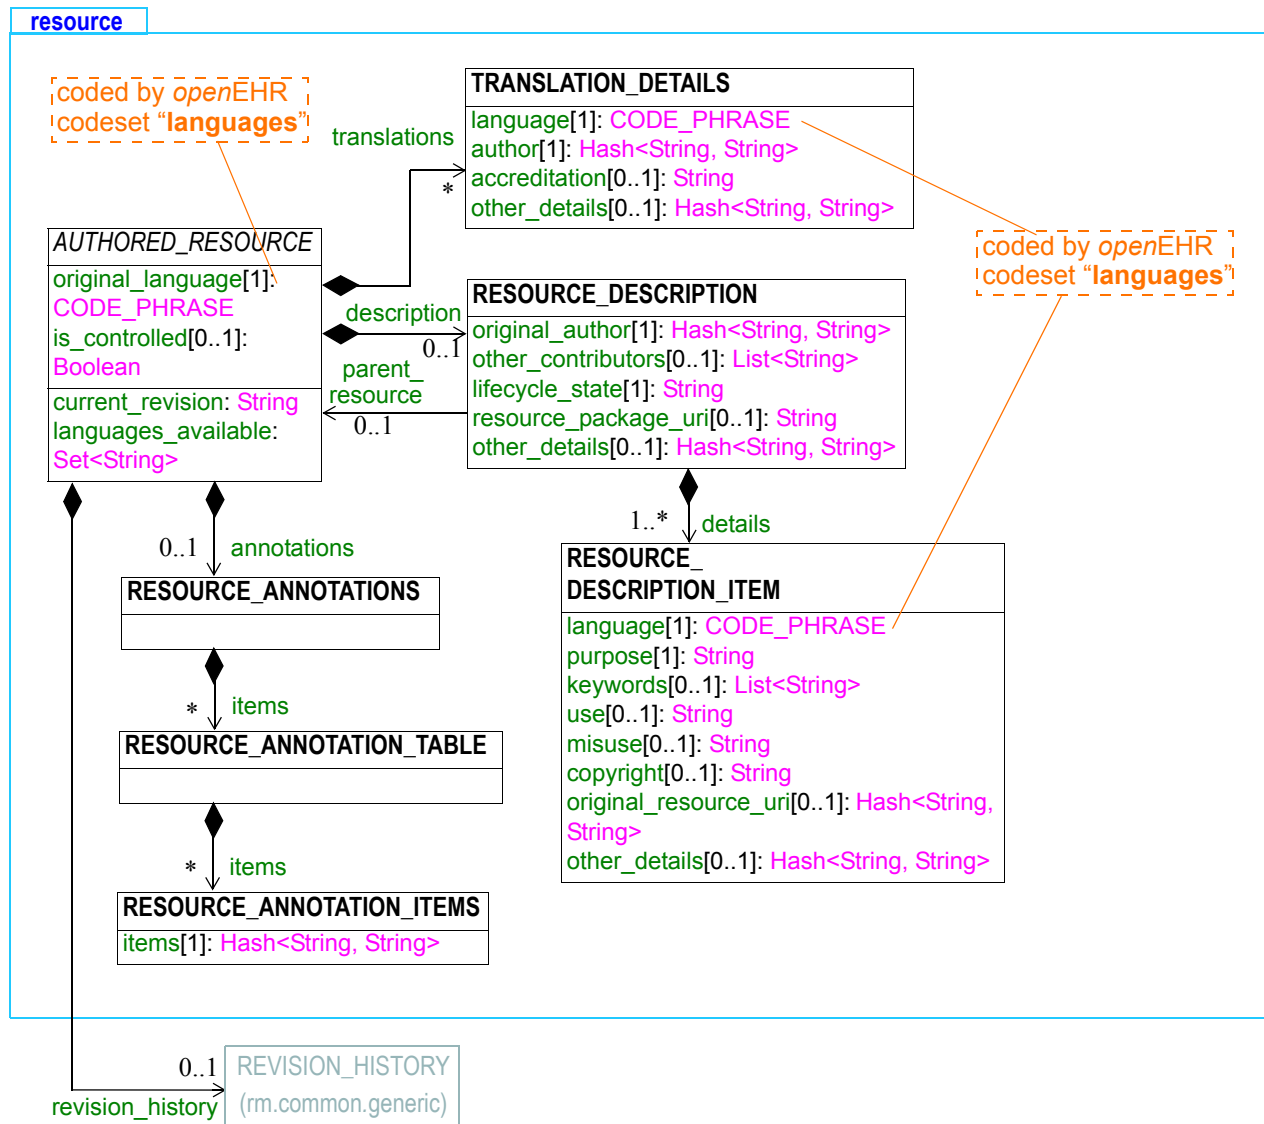 resource
coded by openEHR
codeset “languages”
translations
*
TRANSLATION_DETAILS
language[1]: CODE_PHRASE
author[1]: Hash<String, String>
accreditation[0..1]: String
other_details[0..1]: Hash<String, String>
coded by openEHR
codeset “languages”
AUTHORED_RESOURCE
original_language[1]:
CODE_PHRASE
is_controlled[0..1]:
Boolean
current_revision: String
languages_available:
Set<String>
description
0..1
parent_
resource
0..1
RESOURCE_DESCRIPTION
original_author[1]: Hash<String, String>
other_contributors[0..1]: List<String>
lifecycle_state[1]: String
resource_package_uri[0..1]: String
other_details[0..1]: Hash<String, String>
1..* details
0..1 annotations
RESOURCE_ANNOTATIONS
* items
RESOURCE_ANNOTATION_TABLE
* items
RESOURCE_ANNOTATION_ITEMS
items[1]: Hash<String, String>
RESOURCE_
DESCRIPTION_ITEM
language[1]: CODE_PHRASE
purpose[1]: String
keywords[0..1]: List<String>
use[0..1]: String
misuse[0..1]: String
copyright[0..1]: String
original_resource_uri[0..1]: Hash<String,
String>
other_details[0..1]: Hash<String, String>
0..1
revision_history
REVISION_HISTORY
(rm.common.generic)